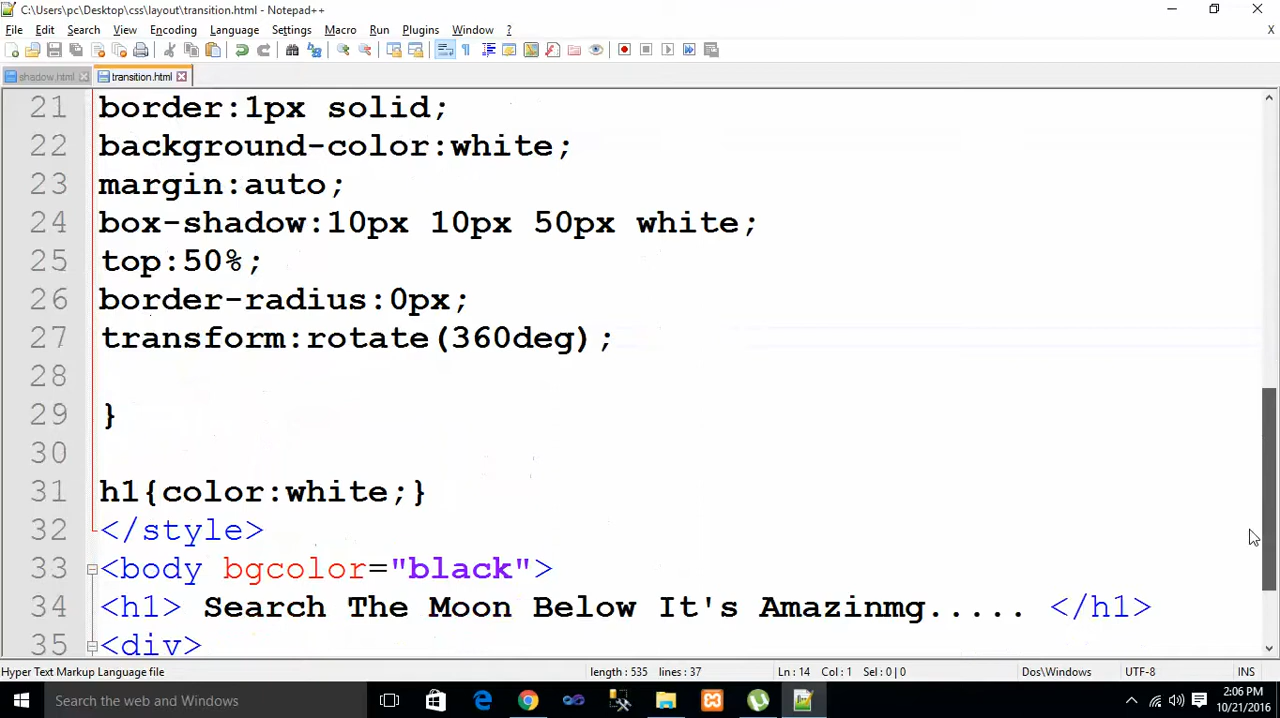 C:\Users\pc\Desktop\css\layout\transition.html - Notepad++
File Edit Search View Encoding Language Settings Macro Run Plugins Window ? X
shadow.html transition.html
21 border:1px solid;
22 background-color:white;
23 margin:auto;
24 box-shadow:10px 10px 50px white;
25 top:50%;
26 border-radius:0px;
27 transform:rotate(360deg);
28
29 }
30
31 h1{color:white;}
32 </style>
33 <body bgcolor="black">
34 <h1> Search The Moon Below It's Amazinmg..... </h1>
35 <div>
Hyper Text Markup Language file length : 535 lines : 37 Ln : 14 Col : 1 Sel : 0 | 0 Dos\Windows UTF-8 INS
Search the web and Windows
2:06 PM
10/21/2016